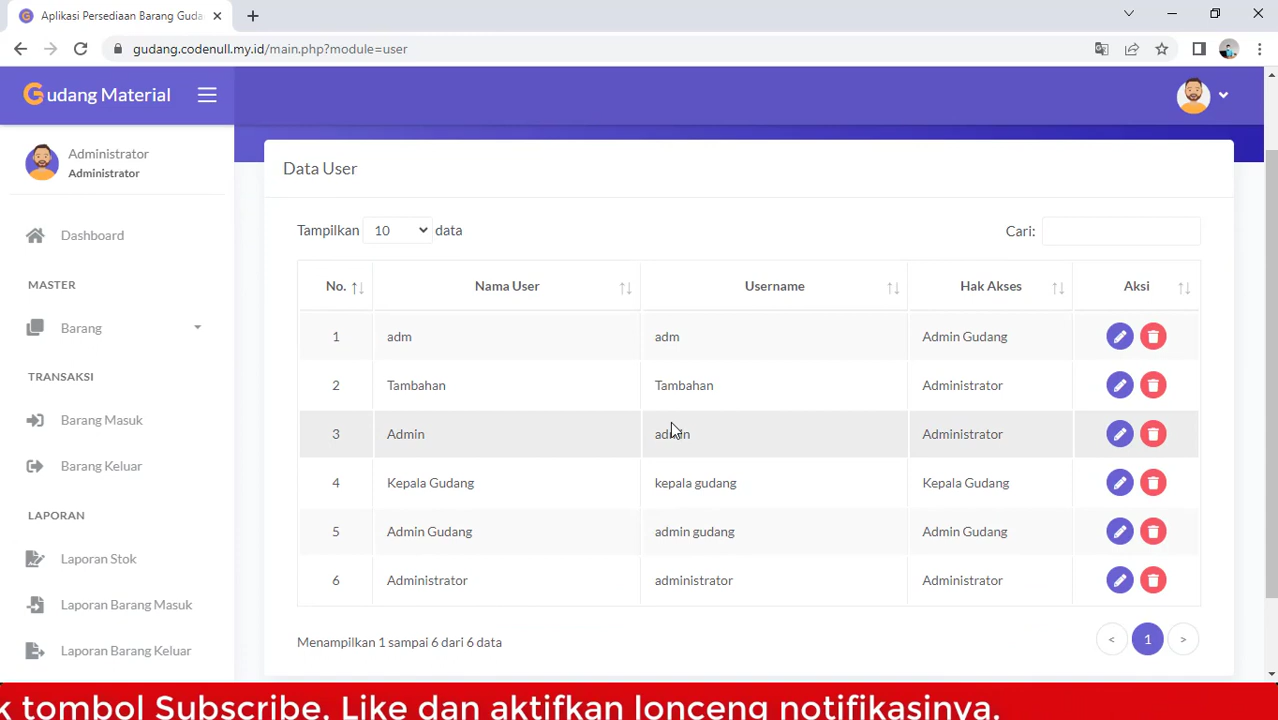 Aplikasi Persediaan Barang Guda
gudang.codenull.my.id/main.php?module=user
Gudang Material
Administrator
Administrator
Dashboard
MASTER
Barang
TRANSAKSI
Barang Masuk
Barang Keluar
LAPORAN
Laporan Stok
Laporan Barang Masuk
Laporan Barang Keluar
Data User
Tampilkan 10 data
Cari:
No. Nama User Username Hak Akses Aksi
1 adm adm Admin Gudang
2 Tambahan Tambahan Administrator
3 Admin admin Administrator
4 Kepala Gudang kepala gudang Kepala Gudang
5 Admin Gudang admin gudang Admin Gudang
6 Administrator administrator Administrator
Menampilkan 1 sampai 6 dari 6 data
< 1 >
k tombol Subscribe. Like dan aktifkan lonceng notifikasinya.